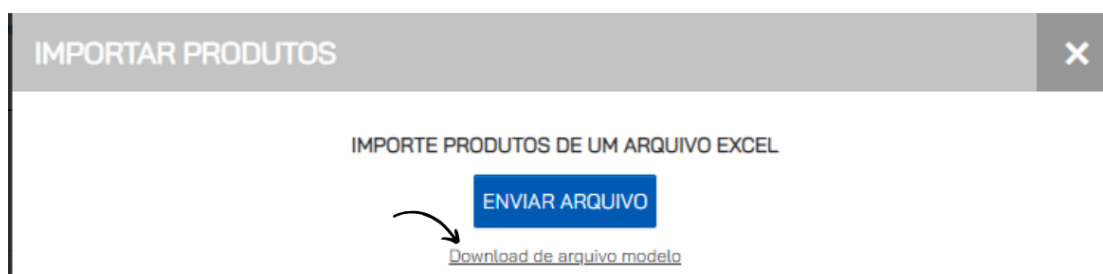 IMPORTAR PRODUTOS
IMPORTE PRODUTOS DE UM ARQUIVO EXCEL
ENVIAR ARQUIVO
Download de arquivo modelo